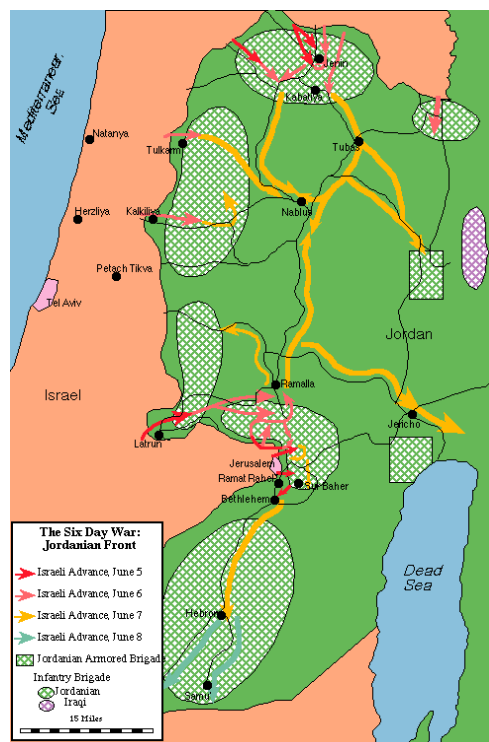 Mediterranean
Sea
Jenin
Kabatiya
Natanya
Tulkarm
Tubas
Herzliya
Kalkiliya
Nablus
Petach Tikva
Tel Aviv
Jordan
Israel
Ramalla
Jericho
Latrun
Jerusalem
Ramat Rahel
Sur Baher
Bethlehem
The Six Day War:
Jordanian Front
Israeli Advance, June 5
Israeli Advance, June 6
Israeli Advance, June 7
Israeli Advance, June 8
Jordanian Armored Brigade
Infantry Brigade
Jordanian
Iraqi
15 Miles
Hebron
Samu
Dead
Sea